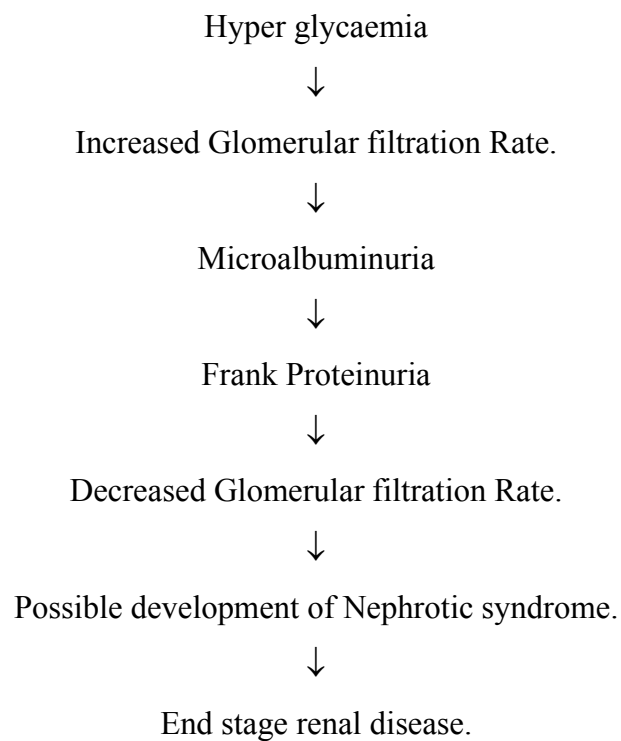 Hyper glycaemia
↓
Increased Glomerular filtration Rate.
↓
Microalbuminuria
↓
Frank Proteinuria
↓
Decreased Glomerular filtration Rate.
↓
Possible development of Nephrotic syndrome.
↓
End stage renal disease.